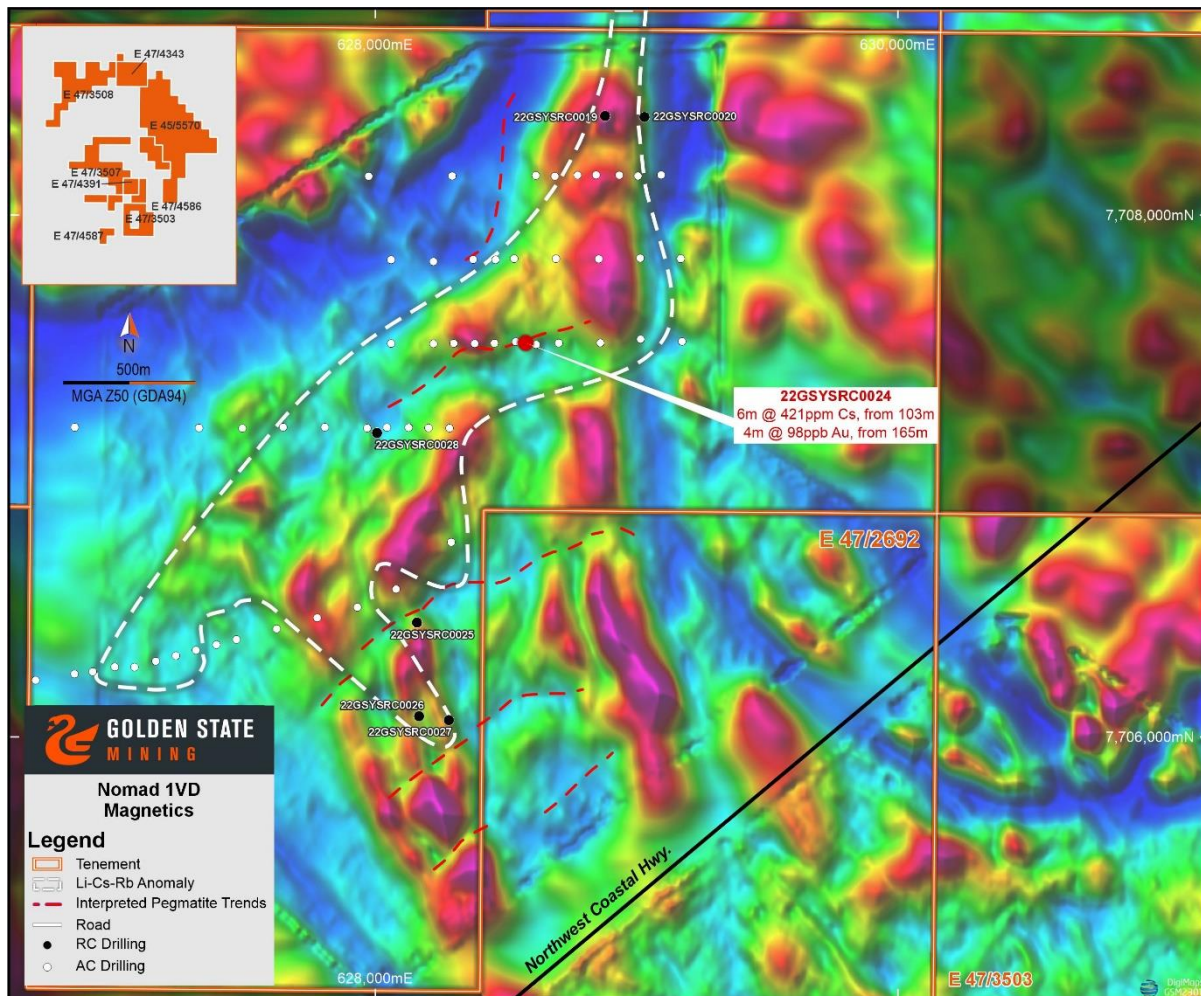 628,000mE
630,000mE
E 47/4343
E 47/3508
E 45/5570
E 47/3507
E 47/4391
E 47/4586
E 47/3503
E 47/4587
22GSYSRC0019
22GSYSRC0020
7,708,000mN
N
500m
MGA Z50 (GDA94)
22GSYSRC0024
6m @ 421ppm Cs, from 103m
4m @ 98ppb Au, from 165m
22GSYSRC0028
E 47/2692
22GSYSRC0025
22GSYSRC0026
22GSYSRC0027
7,706,000mN
GOLDEN STATE
MINING
Nomad 1VD
Magnetics
Legend
Tenement
Li-Cs-Rb Anomaly
Interpreted Pegmatite Trends
Road
RC Drilling
AC Drilling
Northwest Coastal Hwy.
628,000mE
E 47/3503